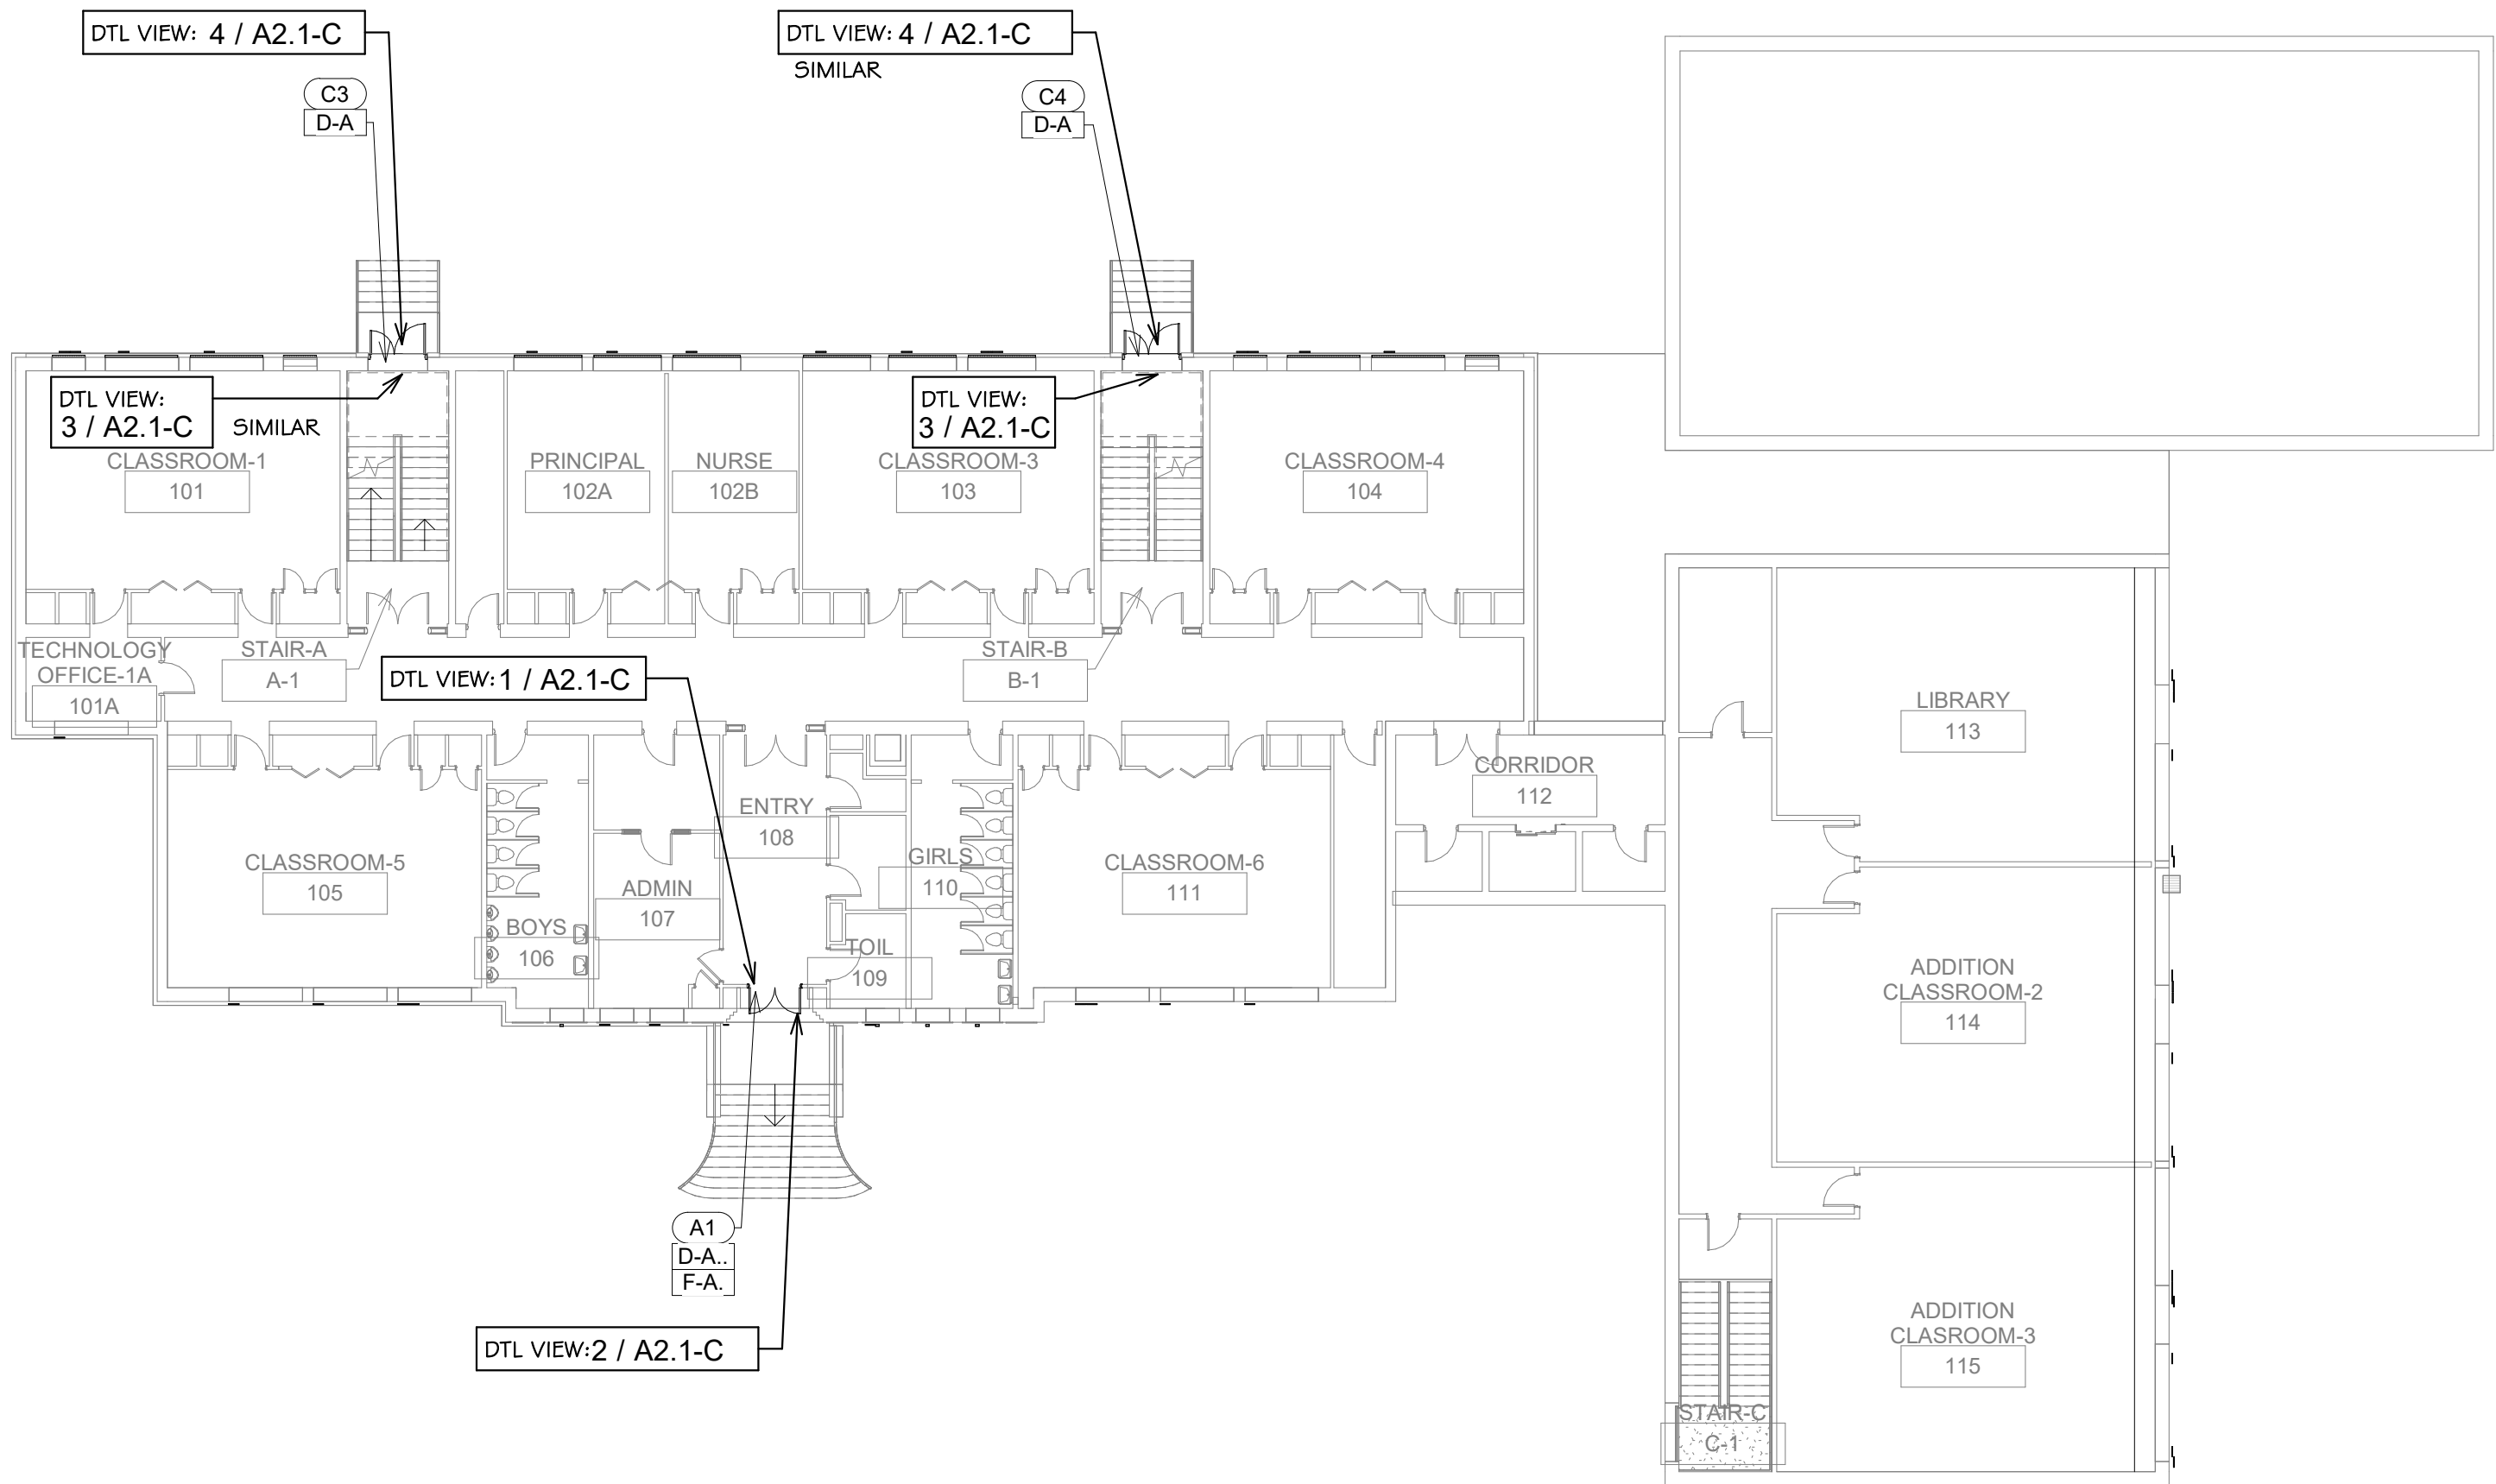 DTL VIEW: 4 / A2.1-C
DTL VIEW: 4 / A2.1-C
SIMILAR
C3
D-A
C4
D-A
DTL VIEW:
3 / A2.1-C
SIMILAR
DTL VIEW:
3 / A2.1-C
CLASSROOM-1
101
PRINCIPAL
102A
NURSE
102B
CLASSROOM-3
103
CLASSROOM-4
104
TECHNOLOGY
OFFICE-1A
101A
STAIR-A
A-1
DTL VIEW: 1 / A2.1-C
STAIR-B
B-1
LIBRARY
113
CORRIDOR
112
ENTRY
108
CLASSROOM-5
105
ADMIN
107
GIRLS
110
CLASSROOM-6
111
BOYS
106
TOIL
109
ADDITION
CLASSROOM-2
114
A1
D-A..
F-A.
DTL VIEW: 2 / A2.1-C
ADDITION
CLASROOM-3
115
STAIR-C
C-1